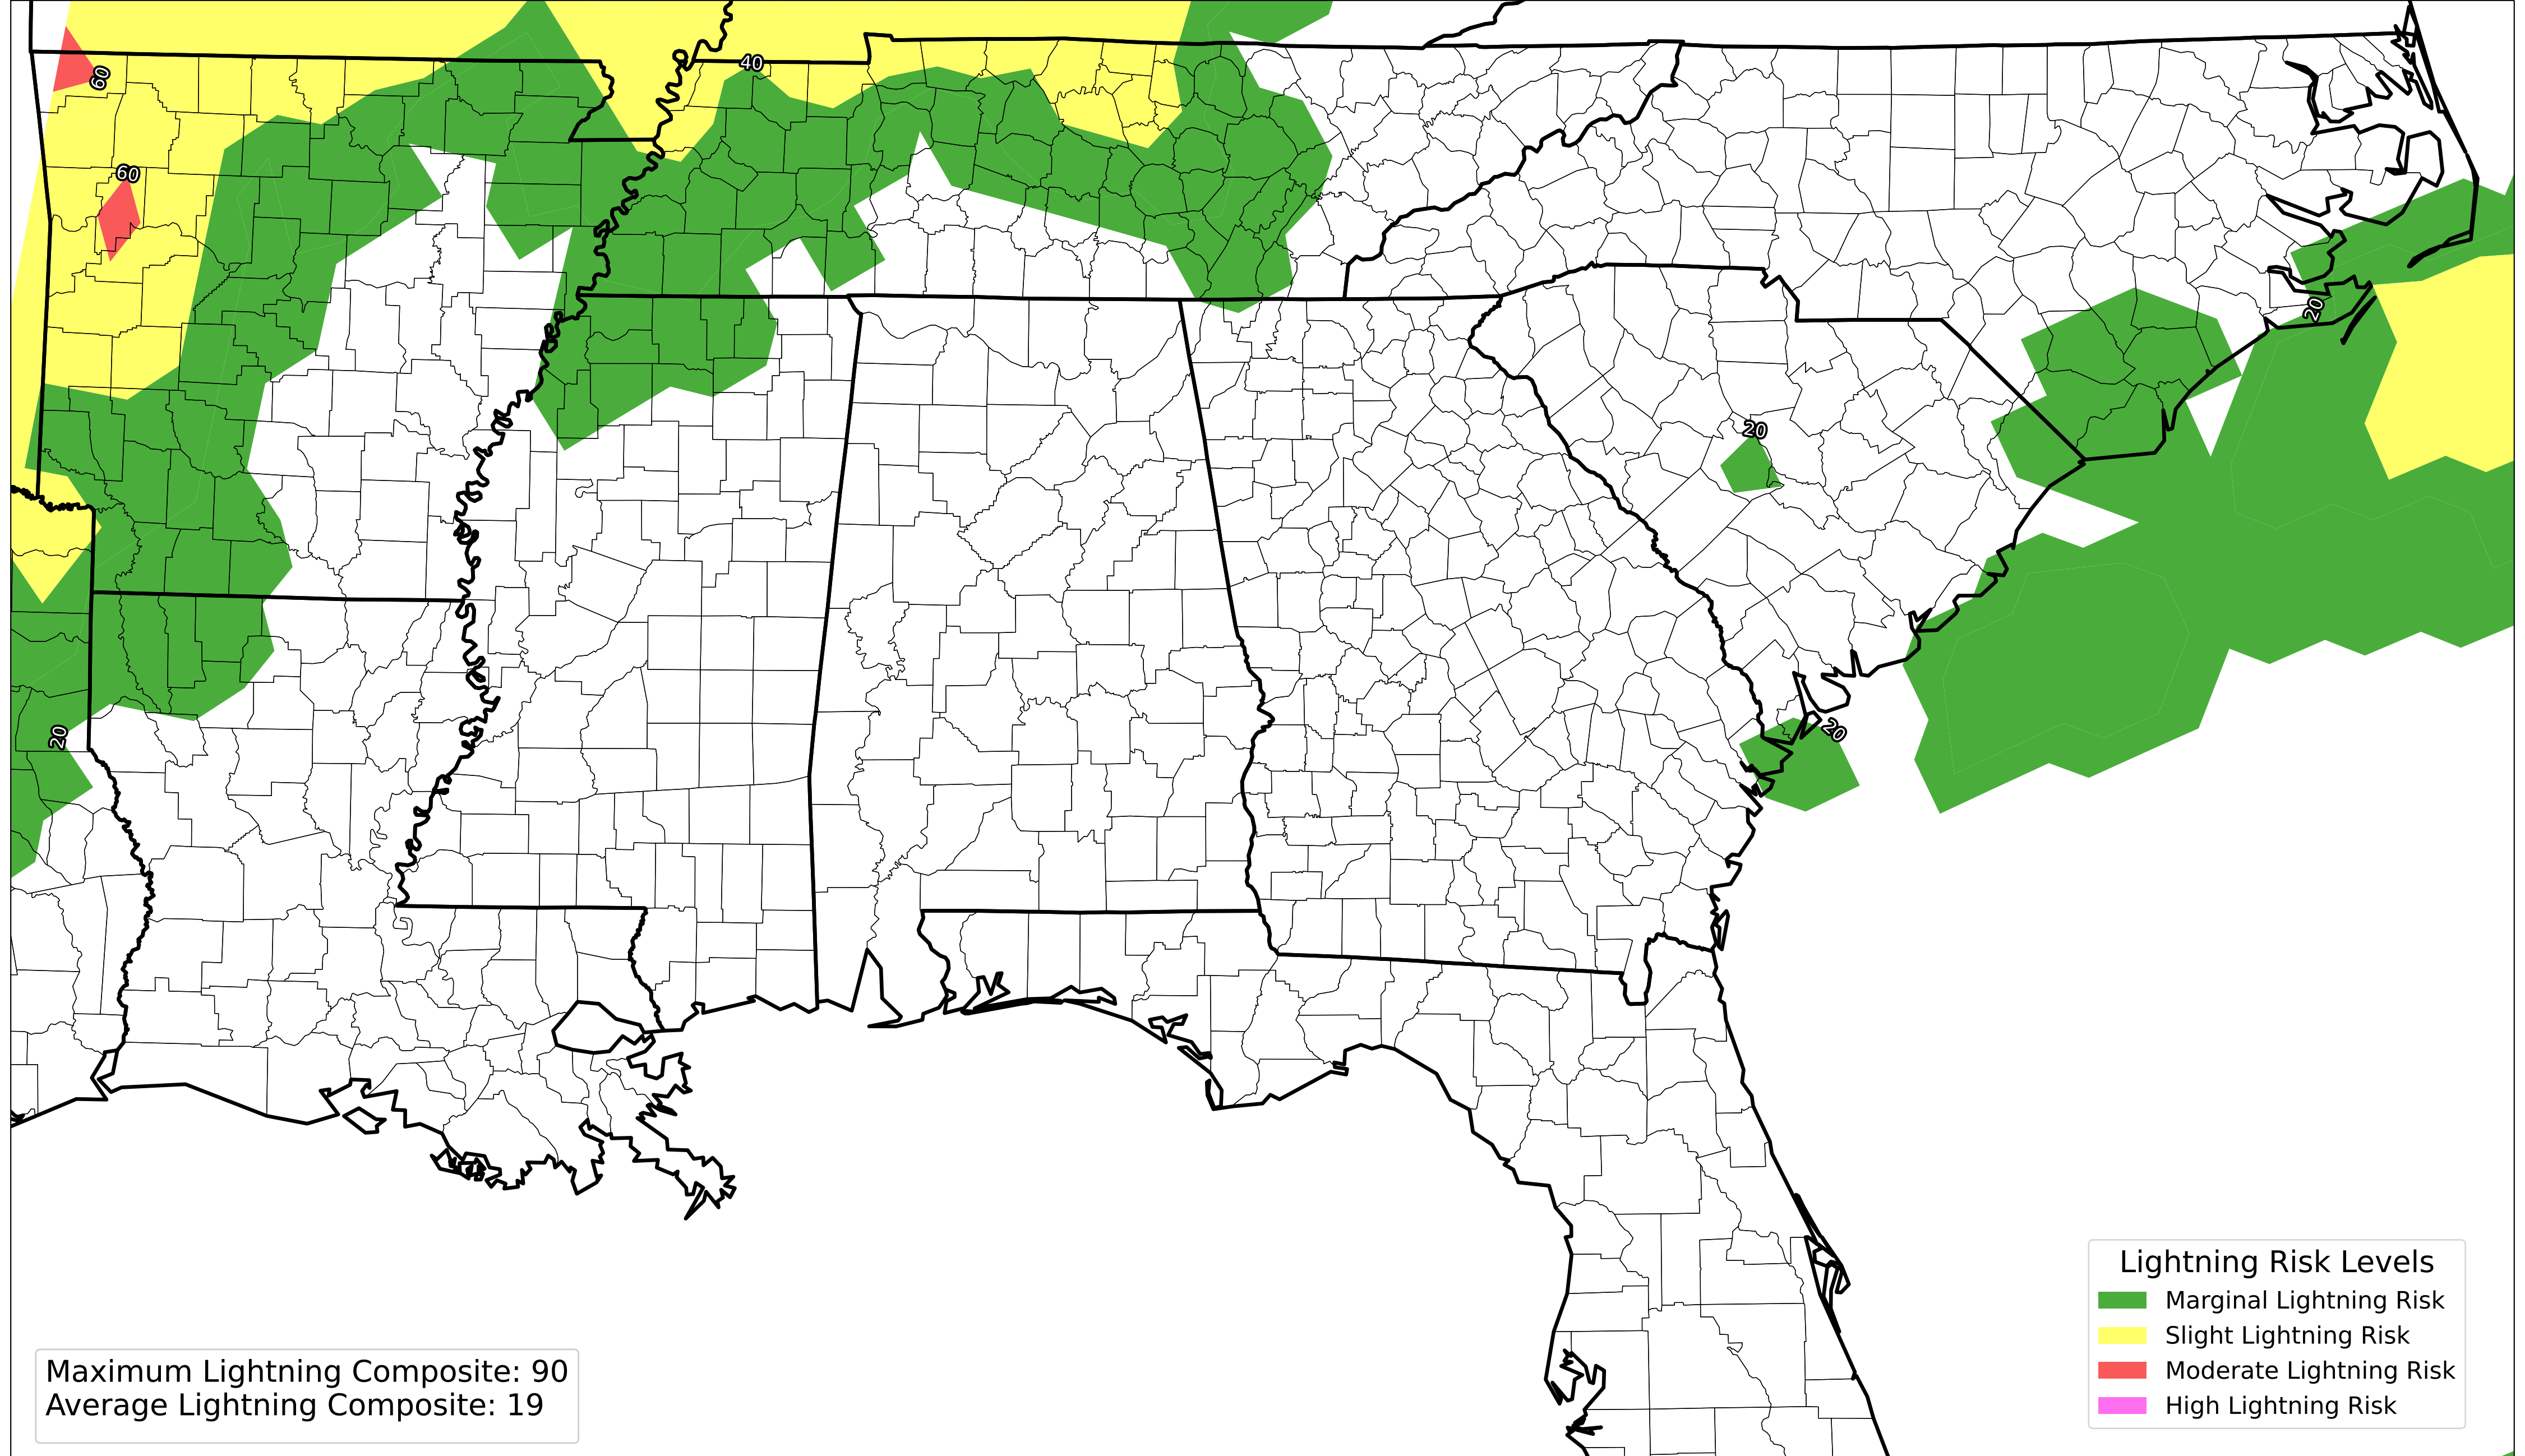 40
60
60
20
20
20
20
Lightning Risk Levels
Marginal Lightning Risk
Slight Lightning Risk
Moderate Lightning Risk
High Lightning Risk
Maximum Lightning Composite: 90
Average Lightning Composite: 19